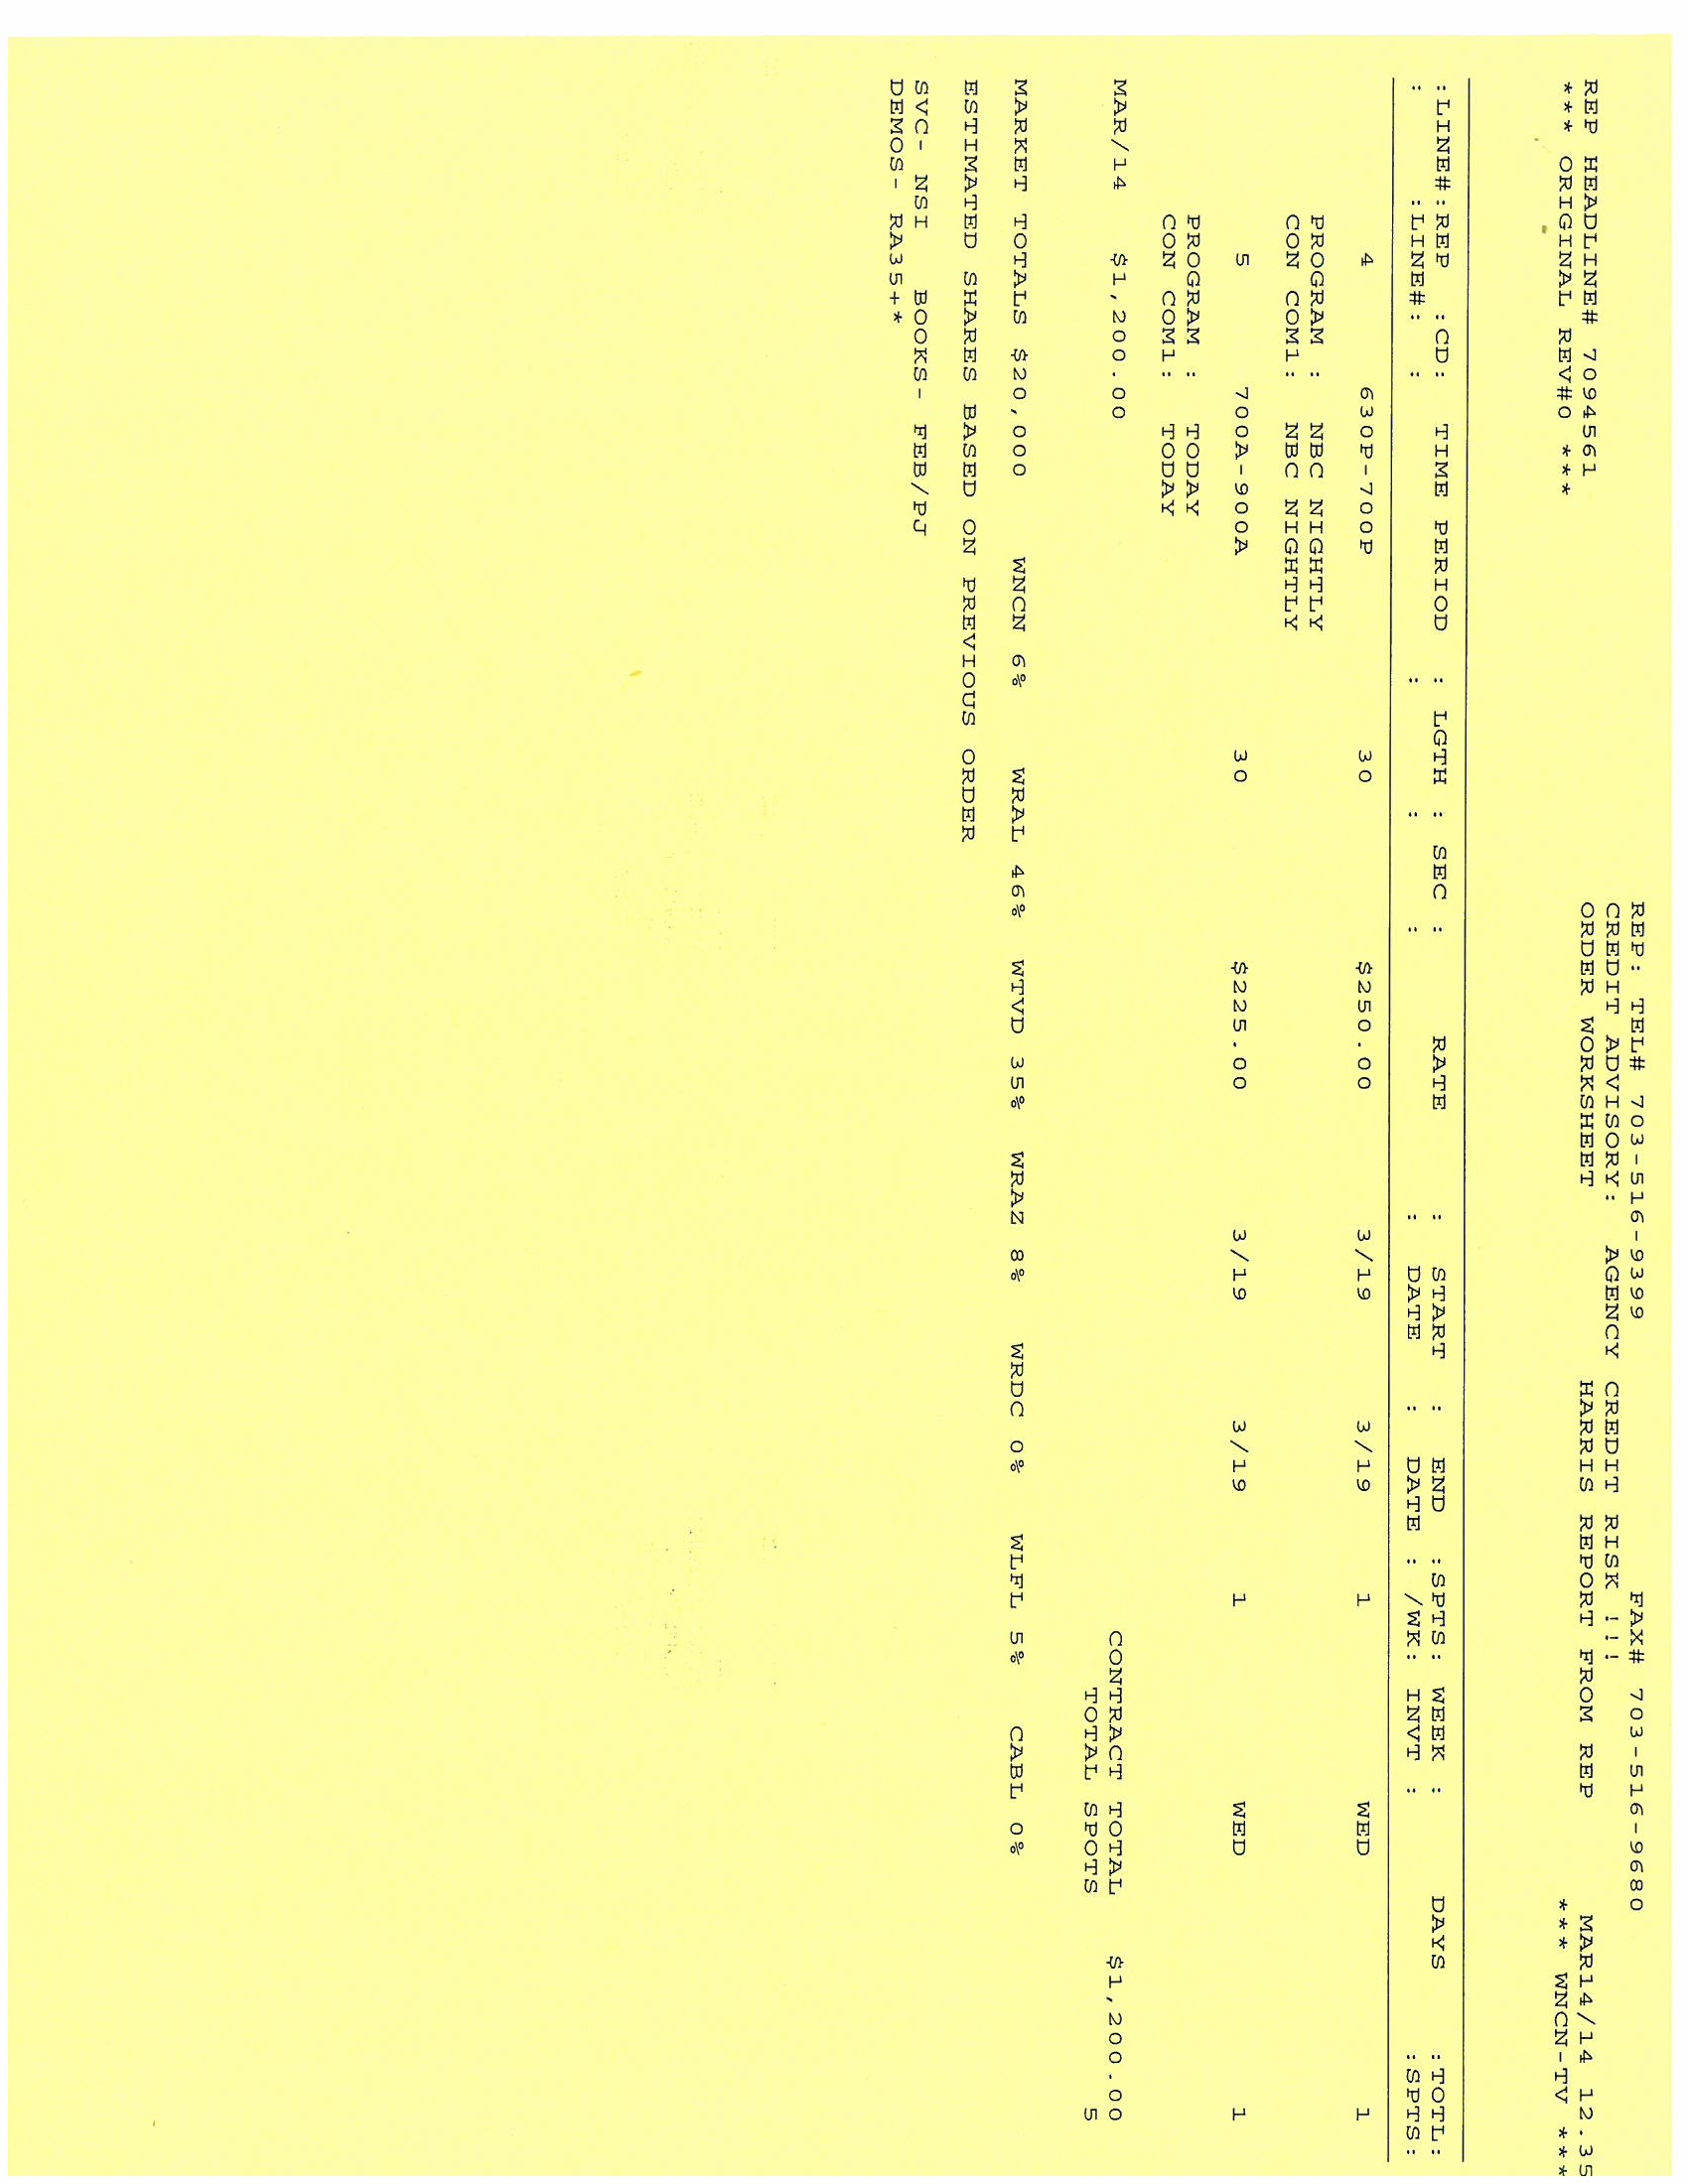 REP: TEL# 703-516-9399 FAX# 703-516-9680
CREDIT ADVISORY: AGENCY CREDIT RISK !!!
REP HEADLINE# 7094561 ORDER WORKSHEET HARRIS REPORT FROM REP MAR14/14 12.35
*** ORIGINAL REV#0 *** *** WNCN-TV ***
:LINE#:REP :CD: TIME PERIOD : LGTH : SEC : RATE : START : END :SPTS: WEEK : DAYS :TOTL:
: :LINE#: : : : : DATE : DATE : /WK: INVT : :SPTS:
4 630P-700P 30 $250.00 3/19 3/19 1 WED 1
PROGRAM : NBC NIGHTLY
CON COM1: NBC NIGHTLY
5 700A-900A 30 $225.00 3/19 3/19 1 WED 1
PROGRAM : TODAY
CON COM1: TODAY
MAR/14 $1,200.00 CONTRACT TOTAL $1,200.00
TOTAL SPOTS 5
MARKET TOTALS $20,000 WNCN 6% WRAL 46% WTVD 35% WRAZ 8% WRDC 0% WLFL 5% CABL 0%
ESTIMATED SHARES BASED ON PREVIOUS ORDER
SVC- NSI BOOKS- FEB/PJ
DEMOS- RA35+*